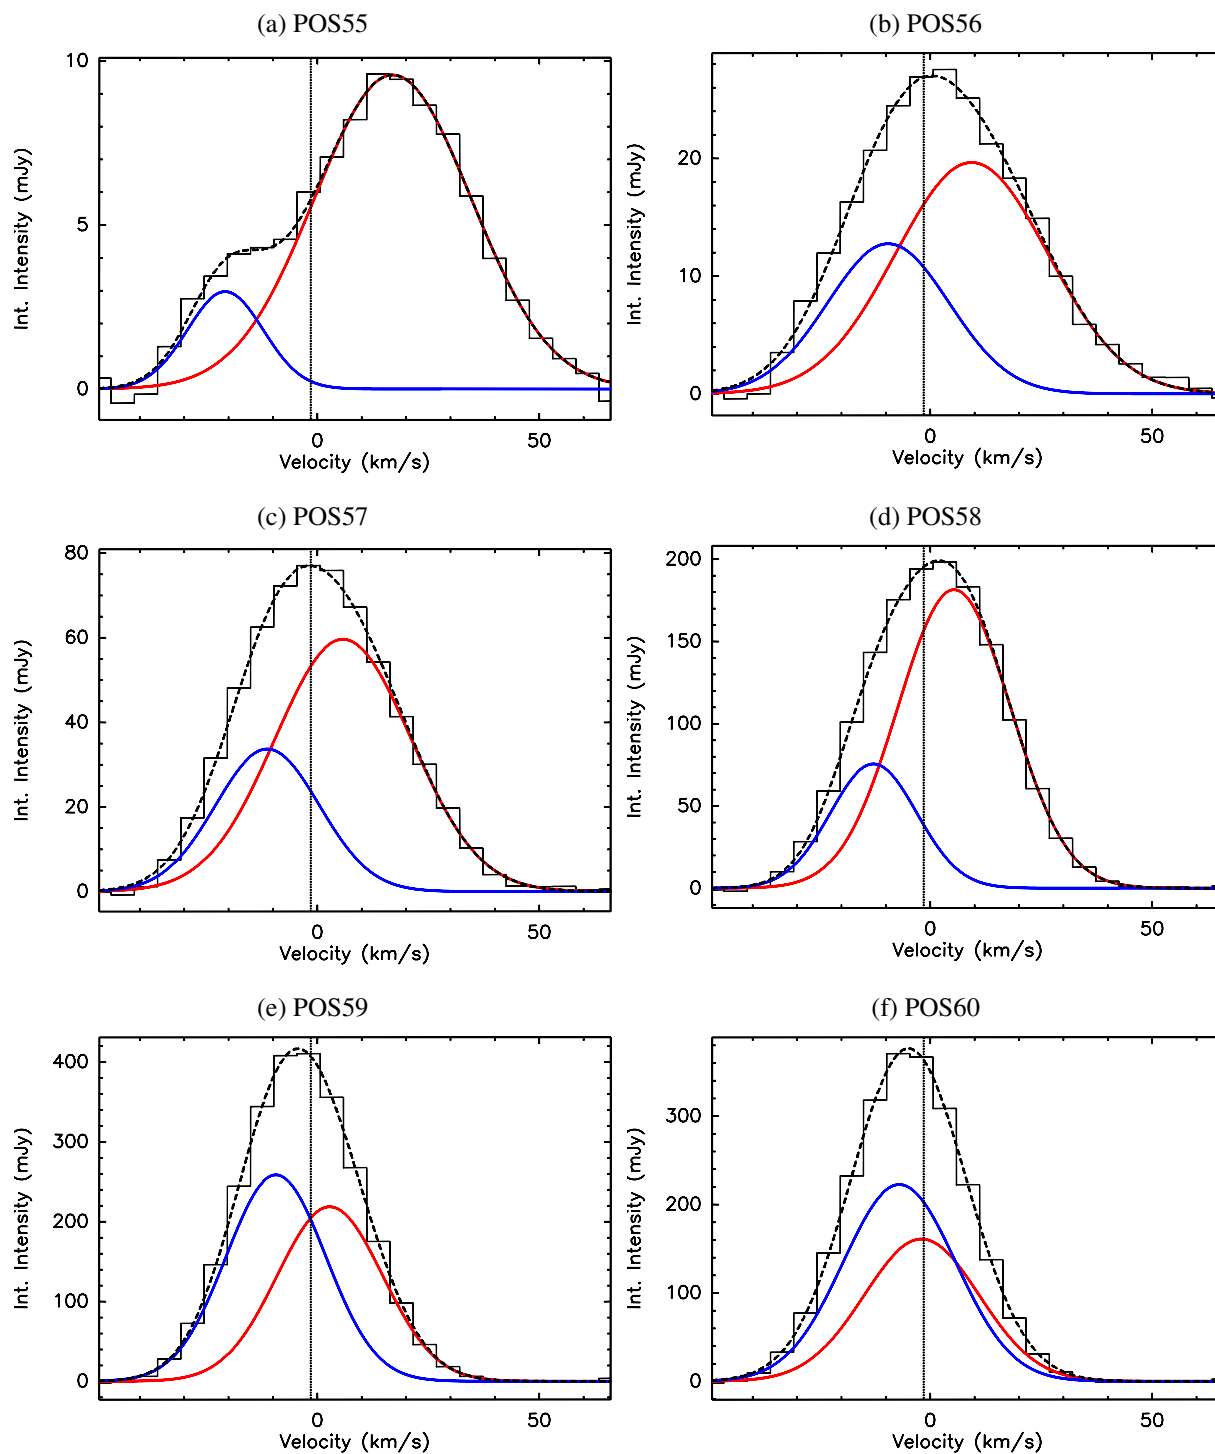 (a) POS55
(b) POS56
10
5
0
Int. Intensity (mJy)
0
50
Velocity (km/s)
20
10
0
Int. Intensity (mJy)
0
50
Velocity (km/s)
(c) POS57
(d) POS58
80
60
40
20
0
Int. Intensity (mJy)
0
50
Velocity (km/s)
200
150
100
50
0
Int. Intensity (mJy)
0
50
Velocity (km/s)
(e) POS59
(f) POS60
400
300
200
100
0
Int. Intensity (mJy)
0
50
Velocity (km/s)
300
200
100
0
Int. Intensity (mJy)
0
50
Velocity (km/s)